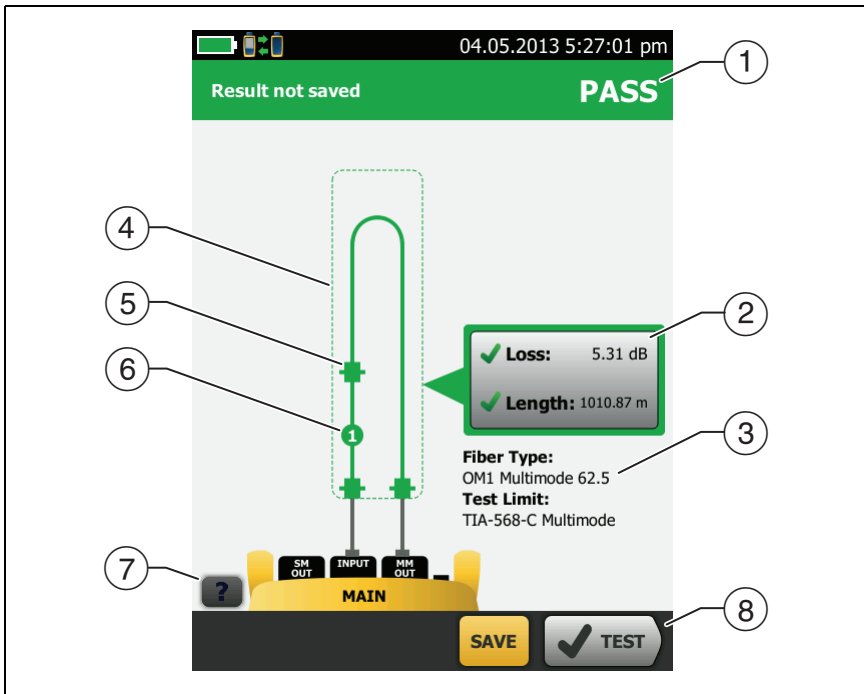 04.05.2013 5:27:01 pm
Result not saved
PASS
1
4
5
6
1
Loss: 5.31 dB
Length: 1010.87 m
2
Fiber Type:
OM1 Multimode 62.5
Test Limit:
TIA-568-C Multimode
3
SM OUT
INPUT
MM OUT
MAIN
7
?
SAVE
TEST
8